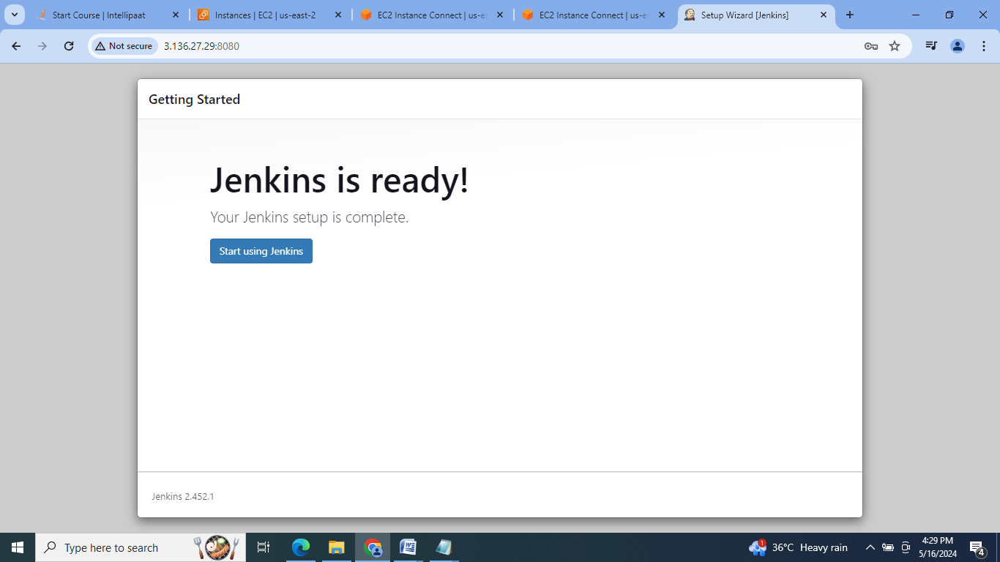 Start Course | Intellipaat
Instances | EC2 | us-east-2
EC2 Instance Connect | us-e
EC2 Instance Connect | us-e
Setup Wizard [Jenkins]
Not secure
3.136.27.29:8080
Getting Started
Jenkins is ready!
Your Jenkins setup is complete.
Start using Jenkins
Jenkins 2.452.1
Type here to search
1
36°C Heavy rain
4:29 PM
5/16/2024
4